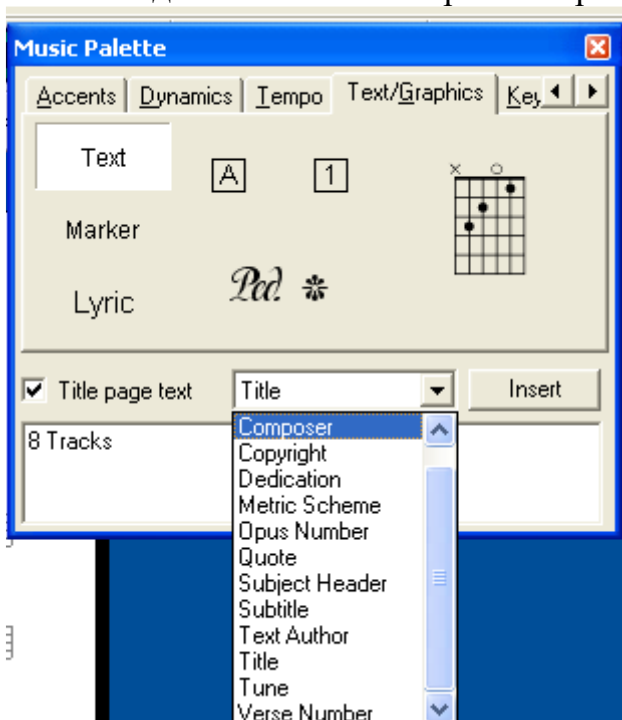 Music Palette
Accents Dynamics Tempo Text/Graphics Key
Text A 1
Marker
Lyric Ped. *
Title page text Title Insert
8 Tracks
Composer
Copyright
Dedication
Metric Scheme
Opus Number
Quote
Subject Header
Subtitle
Text Author
Title
Tune
Verse Number